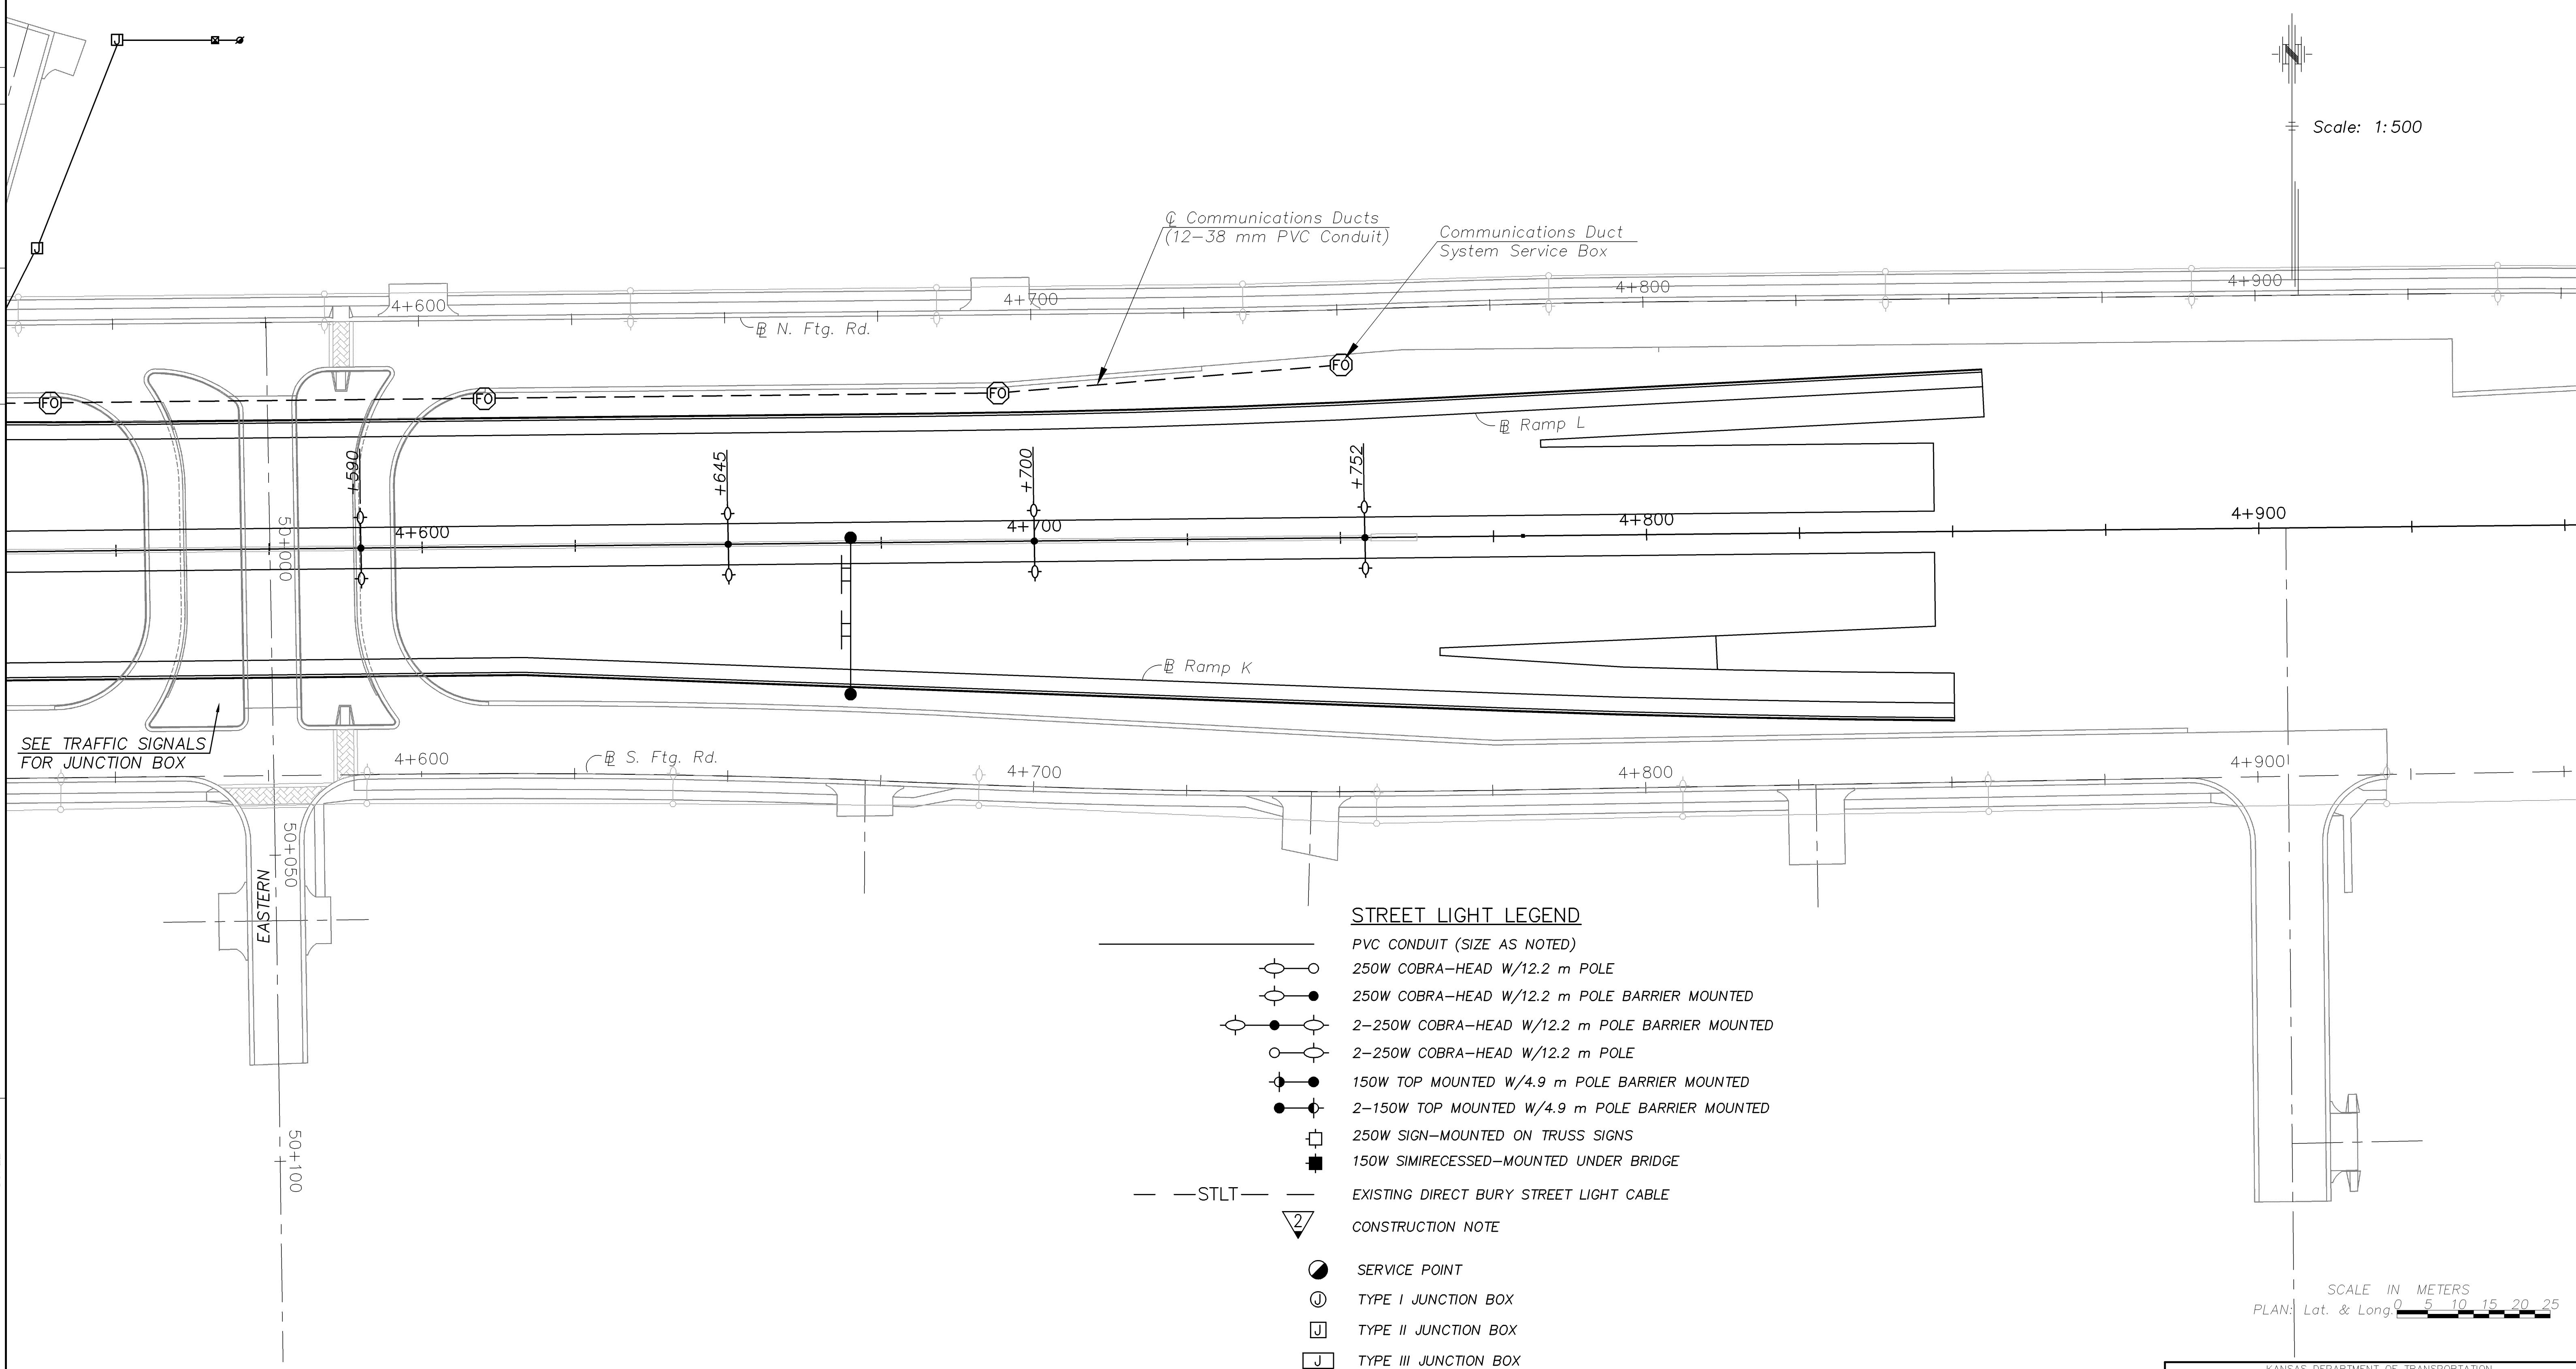 J
J
N
Scale: 1:500
℄ Communications Ducts
(12-38 mm PVC Conduit)
Communications Duct
System Service Box
4+600
4+700
4+800
4+900
BL N. Ftg. Rd.
FO
FO
FO
FO
BL Ramp L
+590
+645
+700
+752
50+000
4+600
4+700
4+800
4+900
BL Ramp K
SEE TRAFFIC SIGNALS
FOR JUNCTION BOX
BL S. Ftg. Rd.
4+600
4+700
4+800
4+900
50+050
EASTERN
50+100
STREET LIGHT LEGEND
PVC CONDUIT (SIZE AS NOTED)
250W COBRA-HEAD W/12.2 m POLE
250W COBRA-HEAD W/12.2 m POLE BARRIER MOUNTED
2-250W COBRA-HEAD W/12.2 m POLE BARRIER MOUNTED
2-250W COBRA-HEAD W/12.2 m POLE
150W TOP MOUNTED W/4.9 m POLE BARRIER MOUNTED
2-150W TOP MOUNTED W/4.9 m POLE BARRIER MOUNTED
250W SIGN-MOUNTED ON TRUSS SIGNS
150W SIMIRECESSED-MOUNTED UNDER BRIDGE
STLT EXISTING DIRECT BURY STREET LIGHT CABLE
2 CONSTRUCTION NOTE
SERVICE POINT
J TYPE I JUNCTION BOX
J TYPE II JUNCTION BOX
J TYPE III JUNCTION BOX
SCALE IN METERS
PLAN: Lat. & Long. 0 5 10 15 20 25
KANSAS DEPARTMENT OF TRANSPORTATION